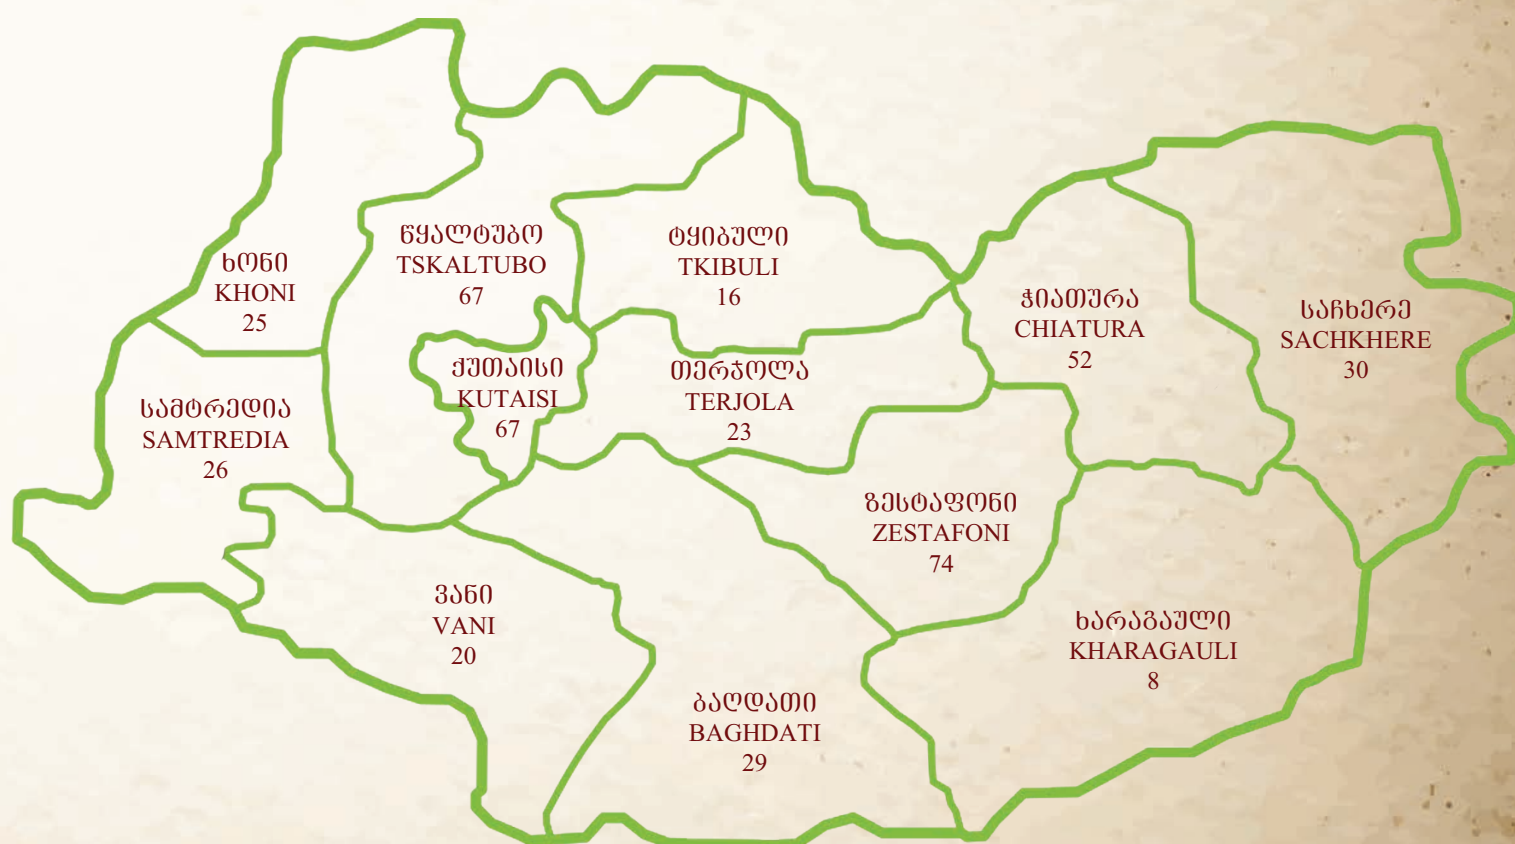 წყალტუბო
TSKALTUBO
67
ტყიბული
TKIBULI
16
ხონი
KHONI
25
ჭიათურა
CHIATURA
52
საჩხერე
SACHKHERE
30
ქუთაისი
KUTAISI
67
თერჯოლა
TERJOLA
23
სამტრედია
SAMTREDIA
26
ზესტაფონი
ZESTAFONI
74
ვანი
VANI
20
ხარაგაული
KHARAGAULI
8
ბაღდათი
BAGHDATI
29